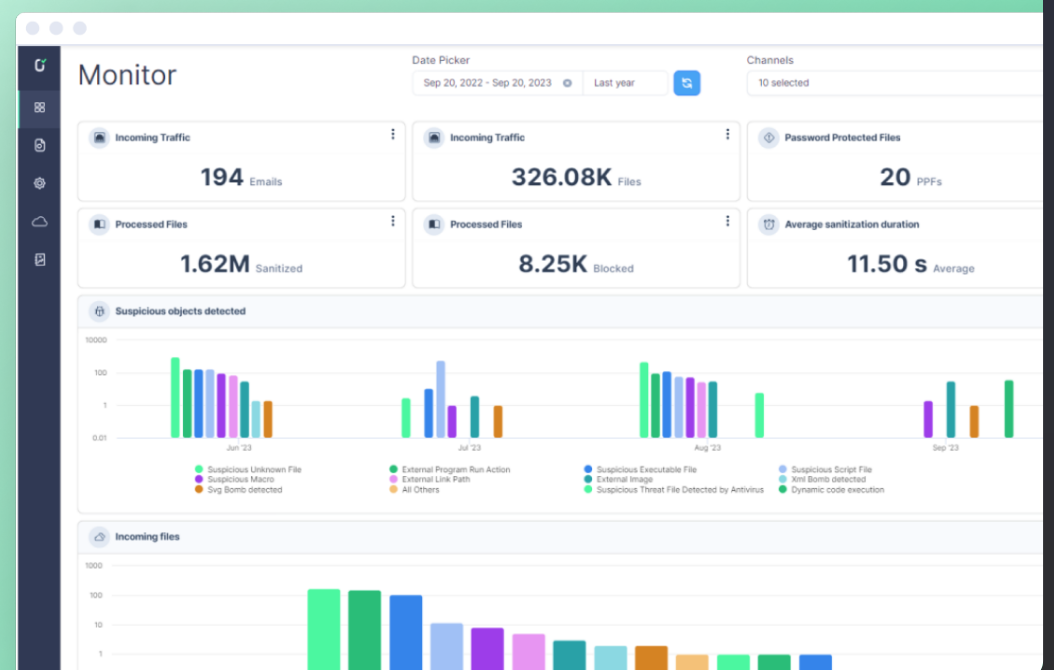 Monitor
Date Picker
Sep 20, 2022 - Sep 20, 2023 Last year
Channels
10 selected
Incoming Traffic
194 Emails
Incoming Traffic
326.08K Files
Password Protected Files
20 PPFs
Processed Files
1.62M Sanitized
Processed Files
8.25K Blocked
Average sanitization duration
11.50 s Average
Suspicious objects detected
10000
100
1
0.01
Jun '23 Jul '23 Aug '23 Sep '23
Suspicious Unknown File External Program Run Action Suspicious Executable File Suspicious Script File
Suspicious Macro External Link Path External Image Xml Bomb detected
Svg Bomb detected All Others Suspicious Threat File Detected by Antivirus Dynamic code execution
Incoming files
1000
100
10
1